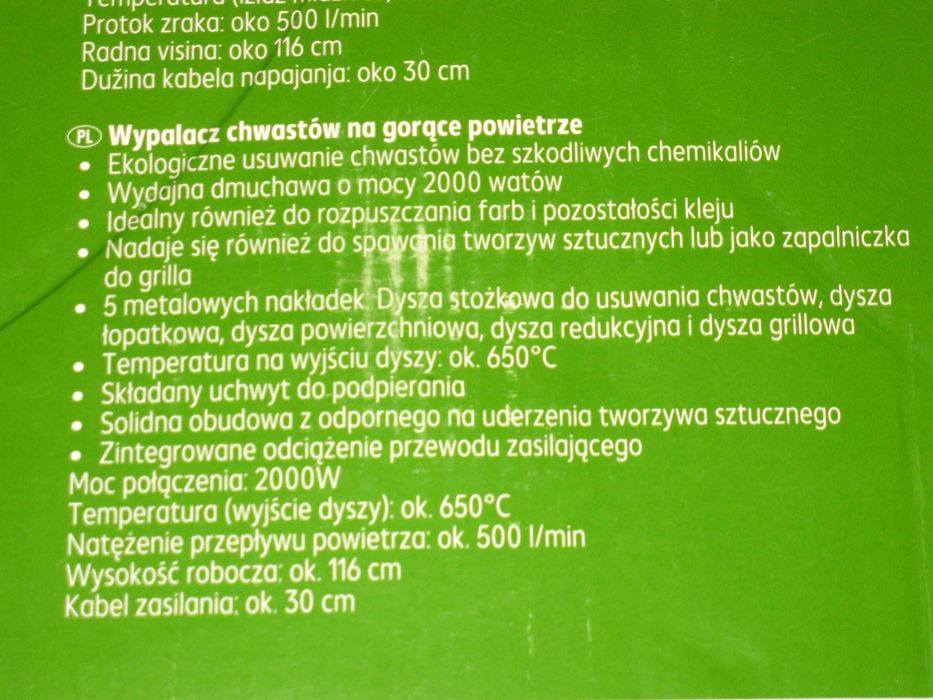 Temperatura
Protok zraka: oko 500 l/min
Radna visina: oko 116 cm
Dužina kabela napajanja: oko 30 cm
PL Wypalacz chwastów na gorące powietrze
• Ekologiczne usuwanie chwastów bez szkodliwych chemikaliów
• Wydajna dmuchawa o mocy 2000 watów
• Idealny również do rozpuszczania farb i pozostałości kleju
• Nadaje się również do spawania tworzyw sztucznych lub jako zapalniczka
do grilla
• 5 metalowych nakładek: Dysza stożkowa do usuwania chwastów, dysza
łopatkowa, dysza powierzchniowa, dysza redukcyjna i dysza grillowa
• Temperatura na wyjściu dyszy: ok. 650°C
• Składany uchwyt do podpierania
• Solidna obudowa z odpornego na uderzenia tworzywa sztucznego
• Zintegrowane odciążenie przewodu zasilającego
Moc połączenia: 2000W
Temperatura (wyjście dyszy): ok. 650°C
Natężenie przepływu powietrza: ok. 500 l/min
Wysokość robocza: ok. 116 cm
Kabel zasilania: ok. 30 cm